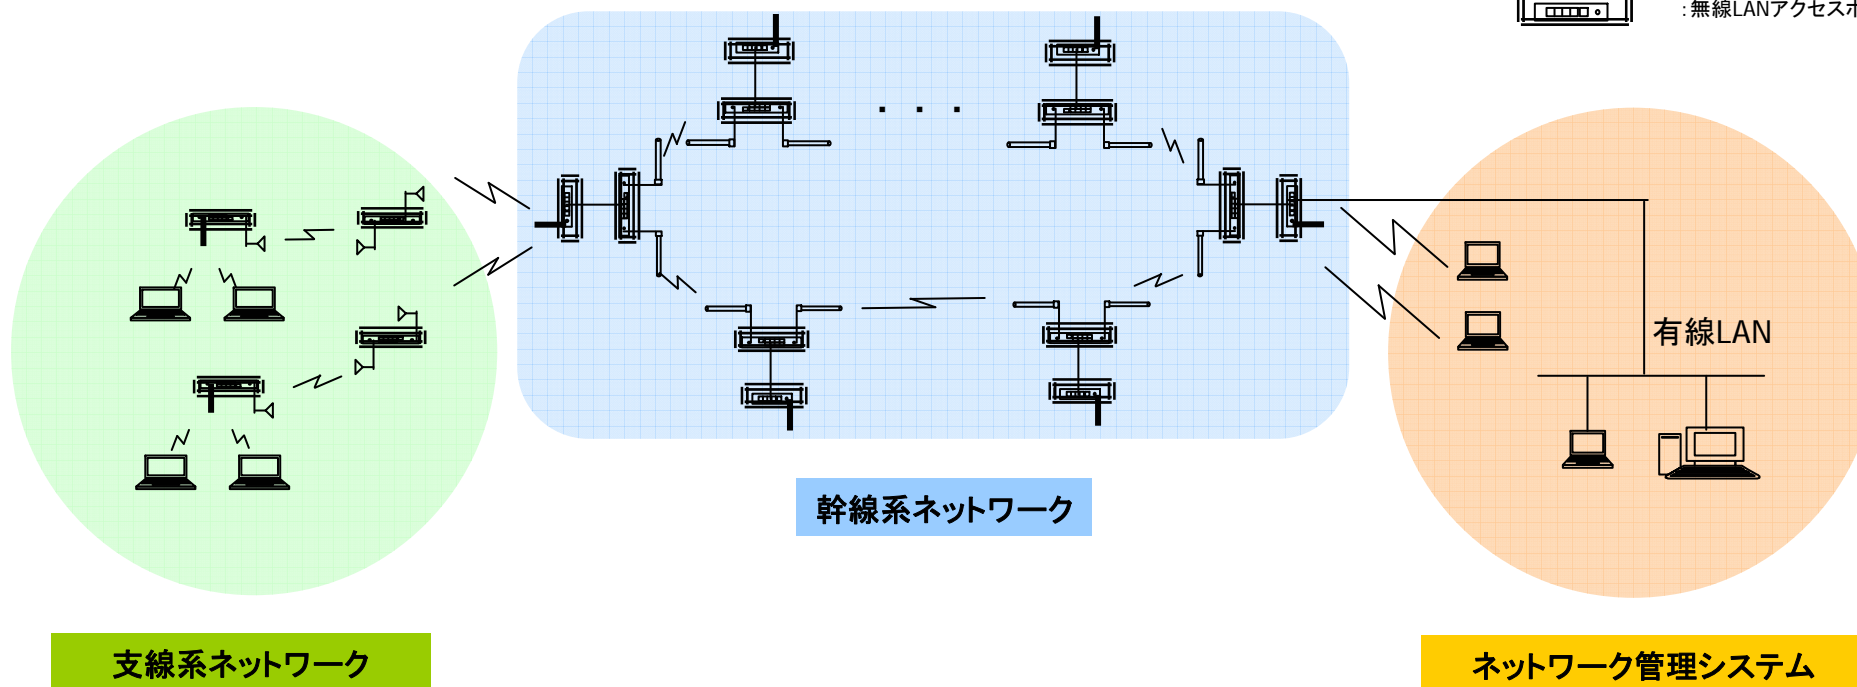 :無線LANアクセスポ
・・・
有線LAN
幹線系ネットワーク
支線系ネットワーク
ネットワーク管理システム